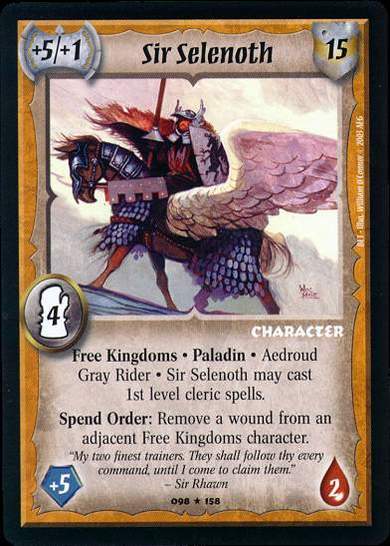 +5/+1
Sir Selenoth
15
CHARACTER
4
Free Kingdoms • Paladin • Aedroud
Gray Rider • Sir Selenoth may cast
1st level cleric spells.
Spend Order: Remove a wound from an
adjacent Free Kingdoms character.
"My two finest trainers. They shall follow thy every
command, until I come to claim them."
– Sir Rhawn
+5
2
098 ★ 158